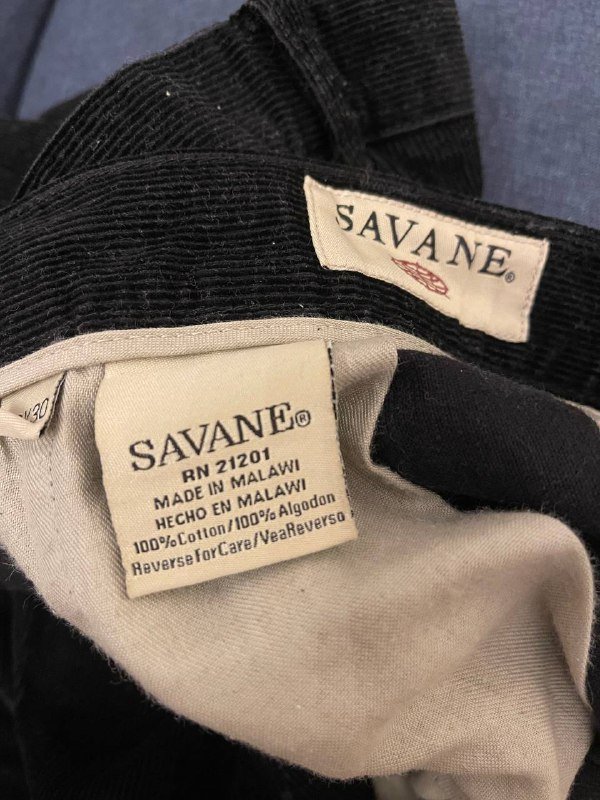 SAVANE®
SAVANE®
RN 21201
MADE IN MALAWI
HECHO EN MALAWI
100%Cotton/100%Algodon
ReverseForCare/VeaReverso